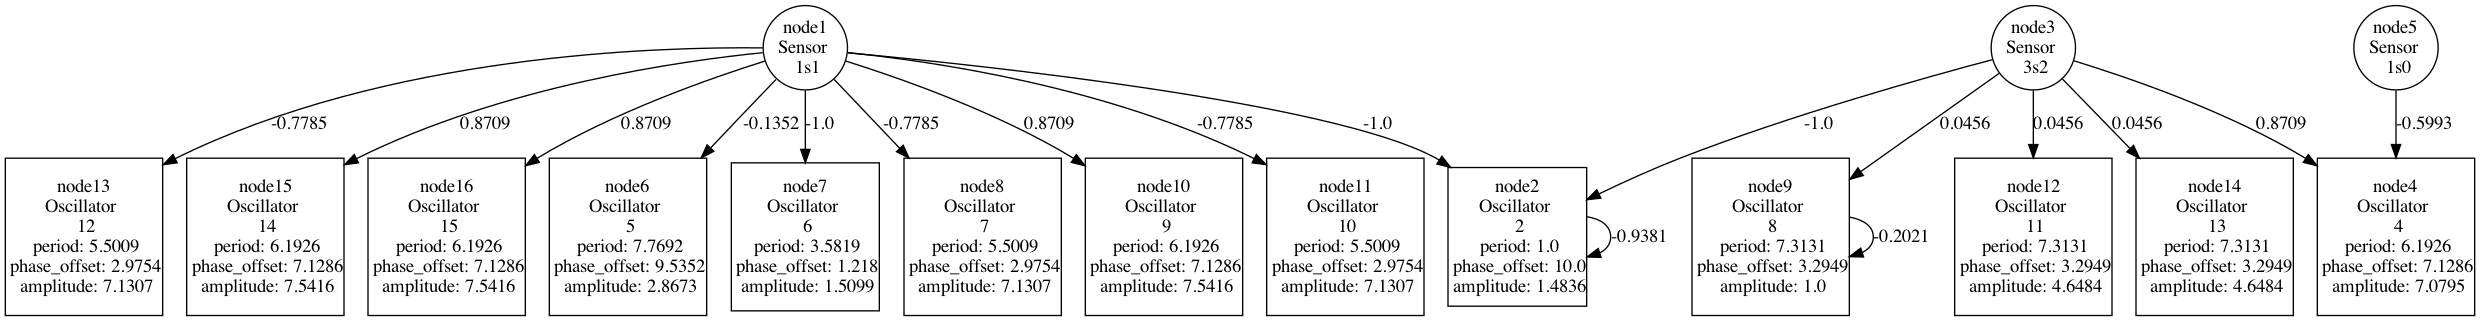 node1
Sensor
1s1
node3
Sensor
3s2
node5
Sensor
1s0
-0.7785
0.8709
0.8709
-0.1352
-1.0
-0.7785
0.8709
-0.7785
-1.0
-1.0
0.0456
0.0456
0.0456
0.8709
-0.5993
node13
Oscillator
12
period: 5.5009
phase_offset: 2.9754
amplitude: 7.1307
node15
Oscillator
14
period: 6.1926
phase_offset: 7.1286
amplitude: 7.5416
node16
Oscillator
15
period: 6.1926
phase_offset: 7.1286
amplitude: 7.5416
node6
Oscillator
5
period: 7.7692
phase_offset: 9.5352
amplitude: 2.8673
node7
Oscillator
6
period: 3.5819
phase_offset: 1.218
amplitude: 1.5099
node8
Oscillator
7
period: 5.5009
phase_offset: 2.9754
amplitude: 7.1307
node10
Oscillator
9
period: 6.1926
phase_offset: 7.1286
amplitude: 7.5416
node11
Oscillator
10
period: 5.5009
phase_offset: 2.9754
amplitude: 7.1307
node2
Oscillator
2
period: 1.0
phase_offset: 10.0
amplitude: 1.4836
-0.9381
node9
Oscillator
8
period: 7.3131
phase_offset: 3.2949
amplitude: 1.0
-0.2021
node12
Oscillator
11
period: 7.3131
phase_offset: 3.2949
amplitude: 4.6484
node14
Oscillator
13
period: 7.3131
phase_offset: 3.2949
amplitude: 4.6484
node4
Oscillator
4
period: 6.1926
phase_offset: 7.1286
amplitude: 7.0795